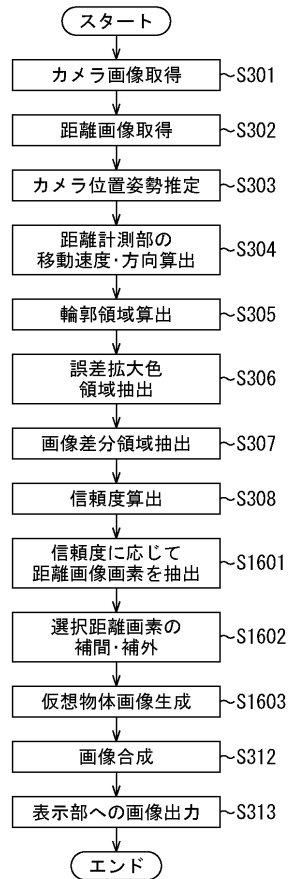 スタート
カメラ画像取得 ~S301
距離画像取得 ~S302
カメラ位置姿勢推定 ~S303
距離計測部の
移動速度・方向算出 ~S304
輪郭領域算出 ~S305
誤差拡大色
領域抽出 ~S306
画像差分領域抽出 ~S307
信頼度算出 ~S308
信頼度に応じて
距離画像画素を抽出 ~S1601
選択距離画素の
補間・補外 ~S1602
仮想物体画像生成 ~S1603
画像合成 ~S312
表示部への画像出力 ~S313
エンド